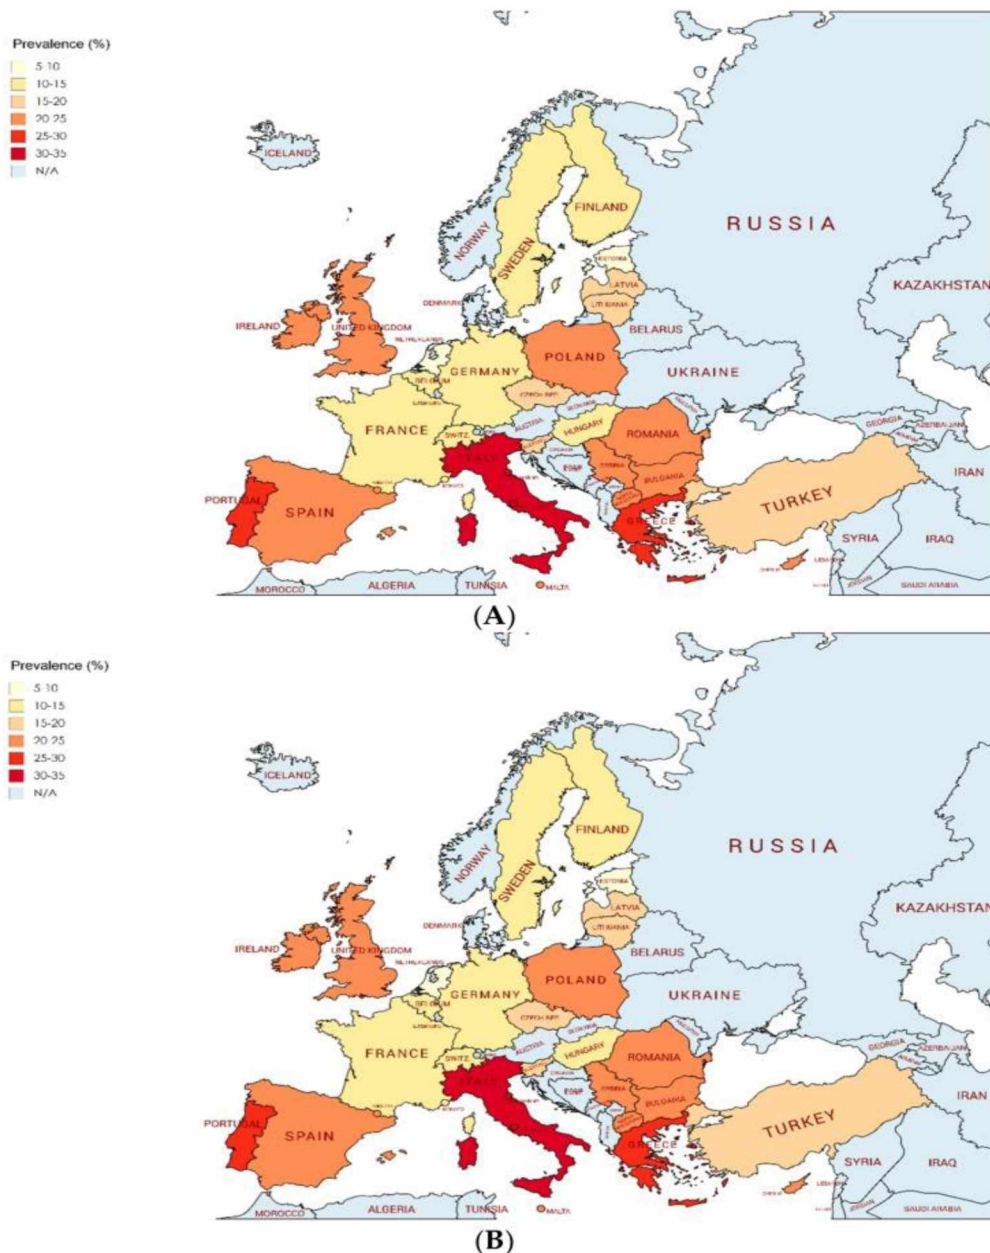 Prevalence (%)
5-10
10-15
15-20
20-25
25-30
30-35
N/A
ICELAND
FINLAND
RUSSIA
NORWAY
SWEDEN
KAZAKHSTAN
LATVIA
DENMARK
IRELAND
UNITED KINGDOM
BELARUS
NETHERLANDS
POLAND
GERMANY
UKRAINE
BELGIUM
CZECH REP.
FRANCE
AUSTRIA
SWITZ.
HUNGARY
ROMANIA
GEORGIA
AZERBAIJAN
ITALY
SERBIA
BULGARIA
IRAN
PORTUGAL
SPAIN
TURKEY
GREECE
SYRIA
IRAQ
MOROCCO
ALGERIA
TUNISIA
MALTA
JORDAN
SAUDI ARABIA
(A)
Prevalence (%)
5-10
10-15
15-20
20-25
25-30
30-35
N/A
ICELAND
FINLAND
RUSSIA
NORWAY
SWEDEN
KAZAKHSTAN
LATVIA
DENMARK
IRELAND
UNITED KINGDOM
BELARUS
NETHERLANDS
POLAND
GERMANY
UKRAINE
BELGIUM
CZECH REP.
FRANCE
AUSTRIA
SWITZ.
HUNGARY
ROMANIA
GEORGIA
AZERBAIJAN
ITALY
SERBIA
BULGARIA
IRAN
PORTUGAL
SPAIN
TURKEY
GREECE
SYRIA
IRAQ
MOROCCO
ALGERIA
TUNISIA
MALTA
JORDAN
SAUDI ARABIA
(B)